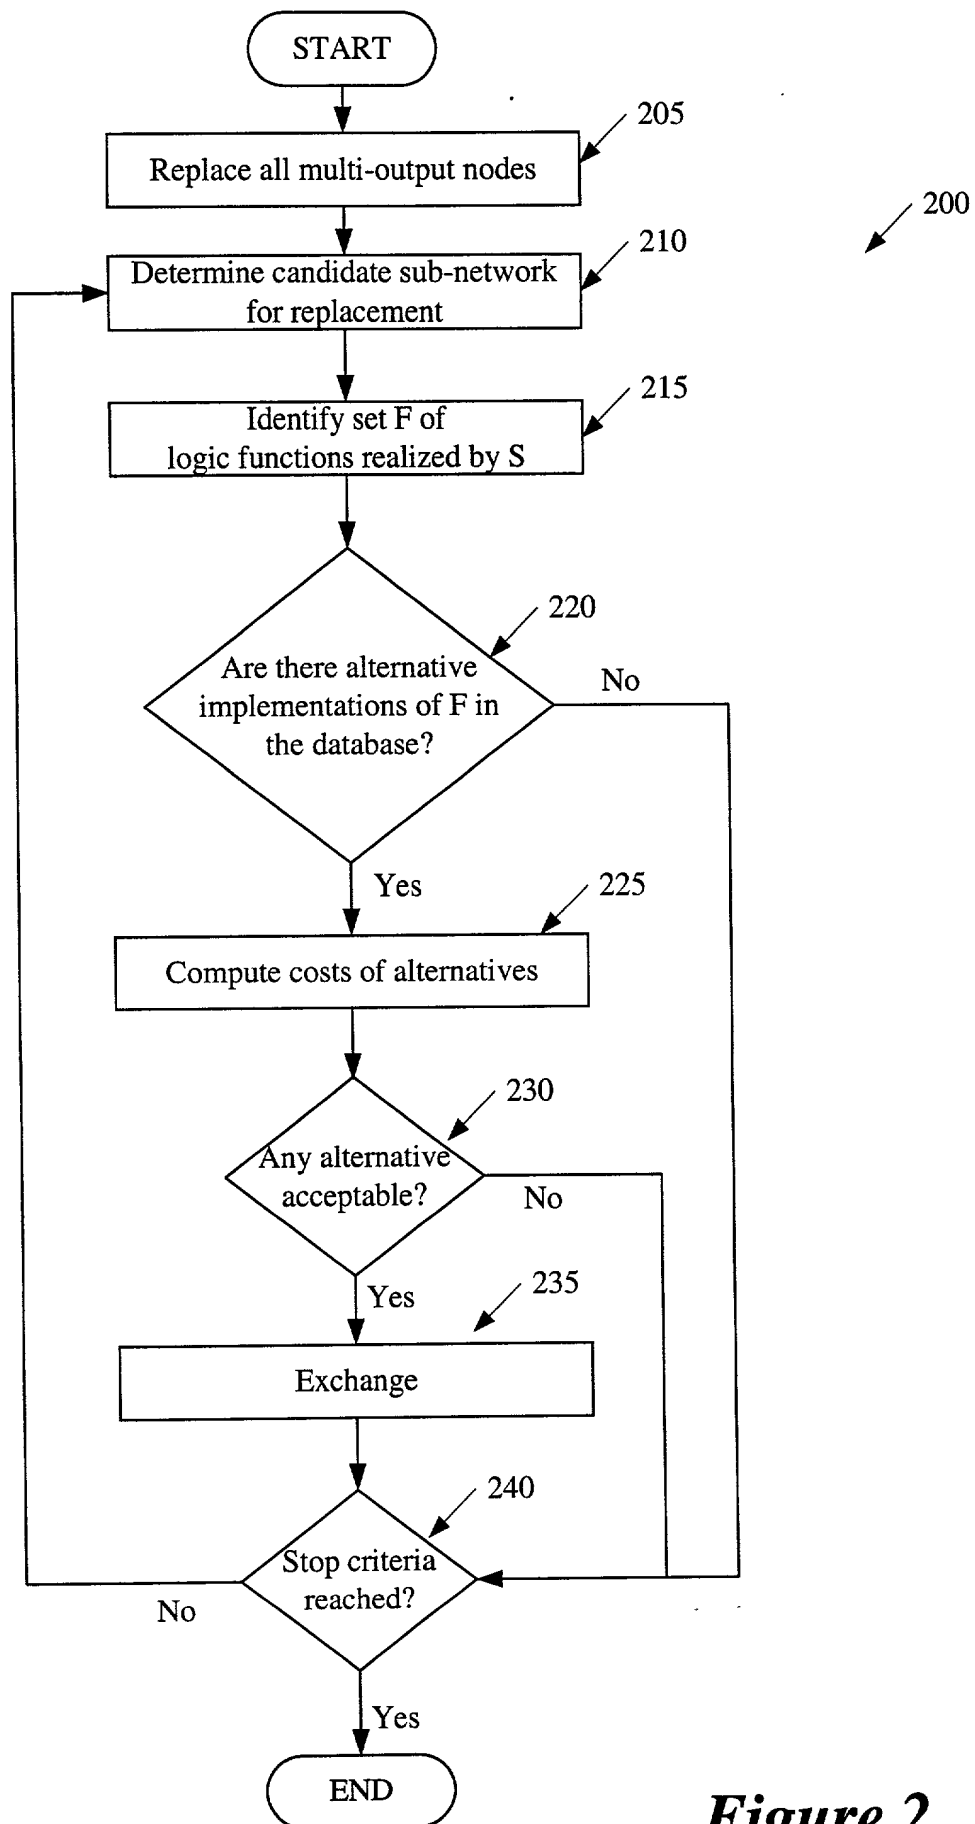 START
205
Replace all multi-output nodes
200
210
Determine candidate sub-network
for replacement
215
Identify set F of
logic functions realized by S
220
Are there alternative
implementations of F in
the database?
No
Yes
225
Compute costs of alternatives
230
Any alternative
acceptable?
No
Yes
235
Exchange
240
Stop criteria
reached?
No
Yes
END
Figure 2